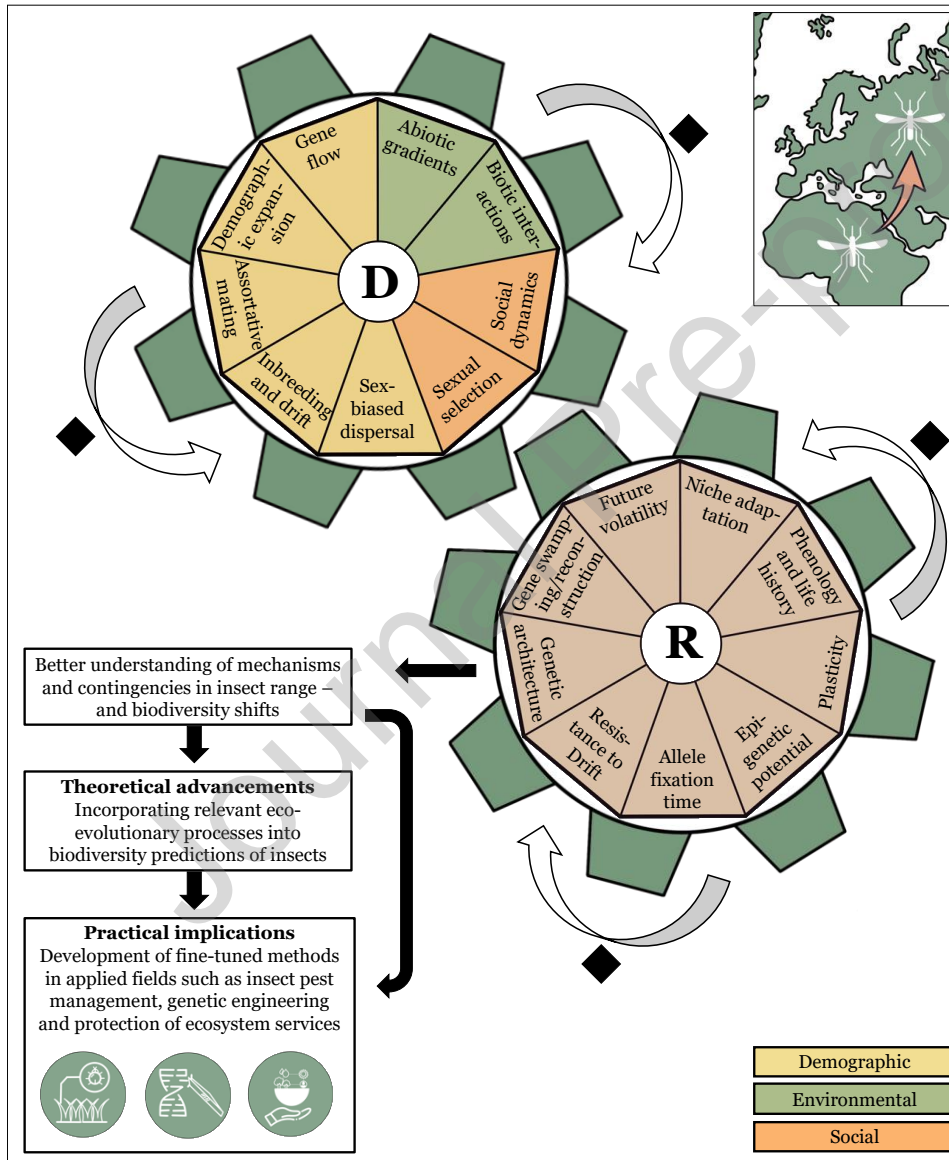 Gene
flow
Abiotic
gradients
Biotic inter-
actions
Social
dynamics
Sexual
selection
Sex-
biased
dispersal
Inbreeding
and drift
Assortative
mating
Demograph-
ic expan-
sion
D
Future
volatility
Niche adap-
tation
Phenology
and life
history
Plasticity
Epi-
genetic
potential
Allele
fixation
time
Resis-
tance to
Drift
Genetic
architecture
Gene swamp-
ing/recon-
struction
R
Better understanding of mechanisms
and contingencies in insect range –
and biodiversity shifts
Theoretical advancements
Incorporating relevant eco-
evolutionary processes into
biodiversity predictions of insects
Practical implications
Development of fine-tuned methods
in applied fields such as insect pest
management, genetic engineering
and protection of ecosystem services
Demographic
Environmental
Social
Journal Pre-proof